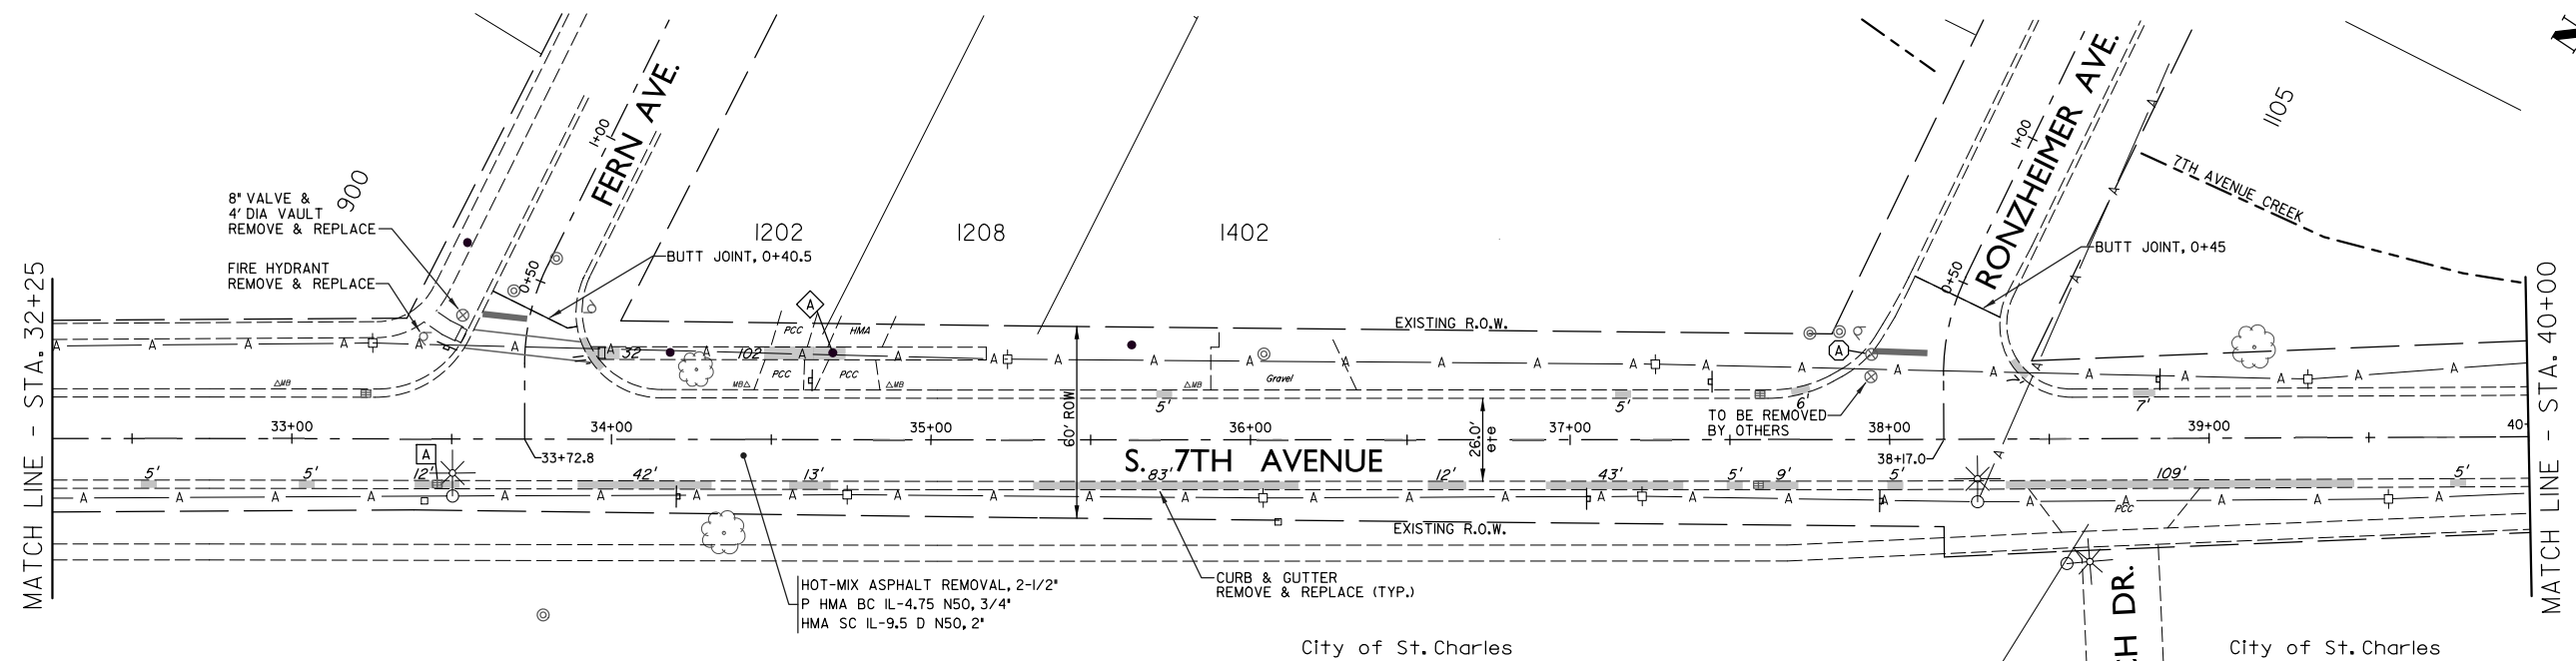 MATCH LINE - STA. 32+25
900
8" VALVE &
4' DIA VAULT
REMOVE & REPLACE
FIRE HYDRANT
REMOVE & REPLACE
FERN AVE.
1+00
0+50
BUTT JOINT, 0+40.5
1202
1208
1402
A
PCC
HMA
32
102
PCC
PCC
MB
MB
MB
MB
Gravel
EXISTING R.O.W.
60' ROW
26.0'
e-e
RONZHEIMER AVE.
1+00
0+50
BUTT JOINT, 0+45
7TH AVENUE CREEK
1105
N
A
TO BE REMOVED
BY OTHERS
5'
5'
6'
7'
33+00
34+00
35+00
36+00
37+00
38+00
39+00
40
33+72.8
38+17.0
S. 7TH AVENUE
A
5'
5'
12'
42'
13'
83'
12'
43'
5'
9'
5'
109'
5'
PCC
EXISTING R.O.W.
HOT-MIX ASPHALT REMOVAL, 2-1/2"
P HMA BC IL-4.75 N50, 3/4"
HMA SC IL-9.5 D N50, 2"
CURB & GUTTER
REMOVE & REPLACE (TYP.)
CH DR.
City of St. Charles
City of St. Charles
MATCH LINE - STA. 40+00